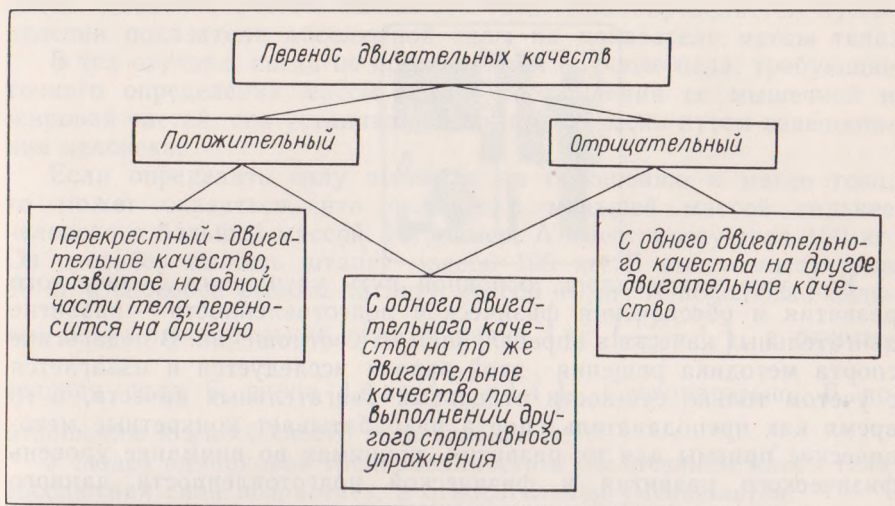 Перенос двигательных качеств
Положительный
Отрицательный
Перекрестный - двига-
тельное качество,
развитое на одной
части тела, перено-
сится на другую
С одного двига-
тельного каче-
ства на то же
двигательное
качество при
выполнении дру-
гого спортивного
упражнения
С одного двигательно-
го качества на другое
двигательное каче-
ство